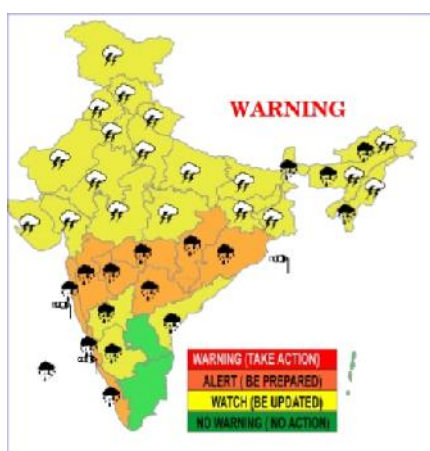 WARNING
WARNING (TAKE ACTION)
ALERT ( BE PREPARED)
WATCH (BE UPDATED)
NO WARNING ( NO ACTION)